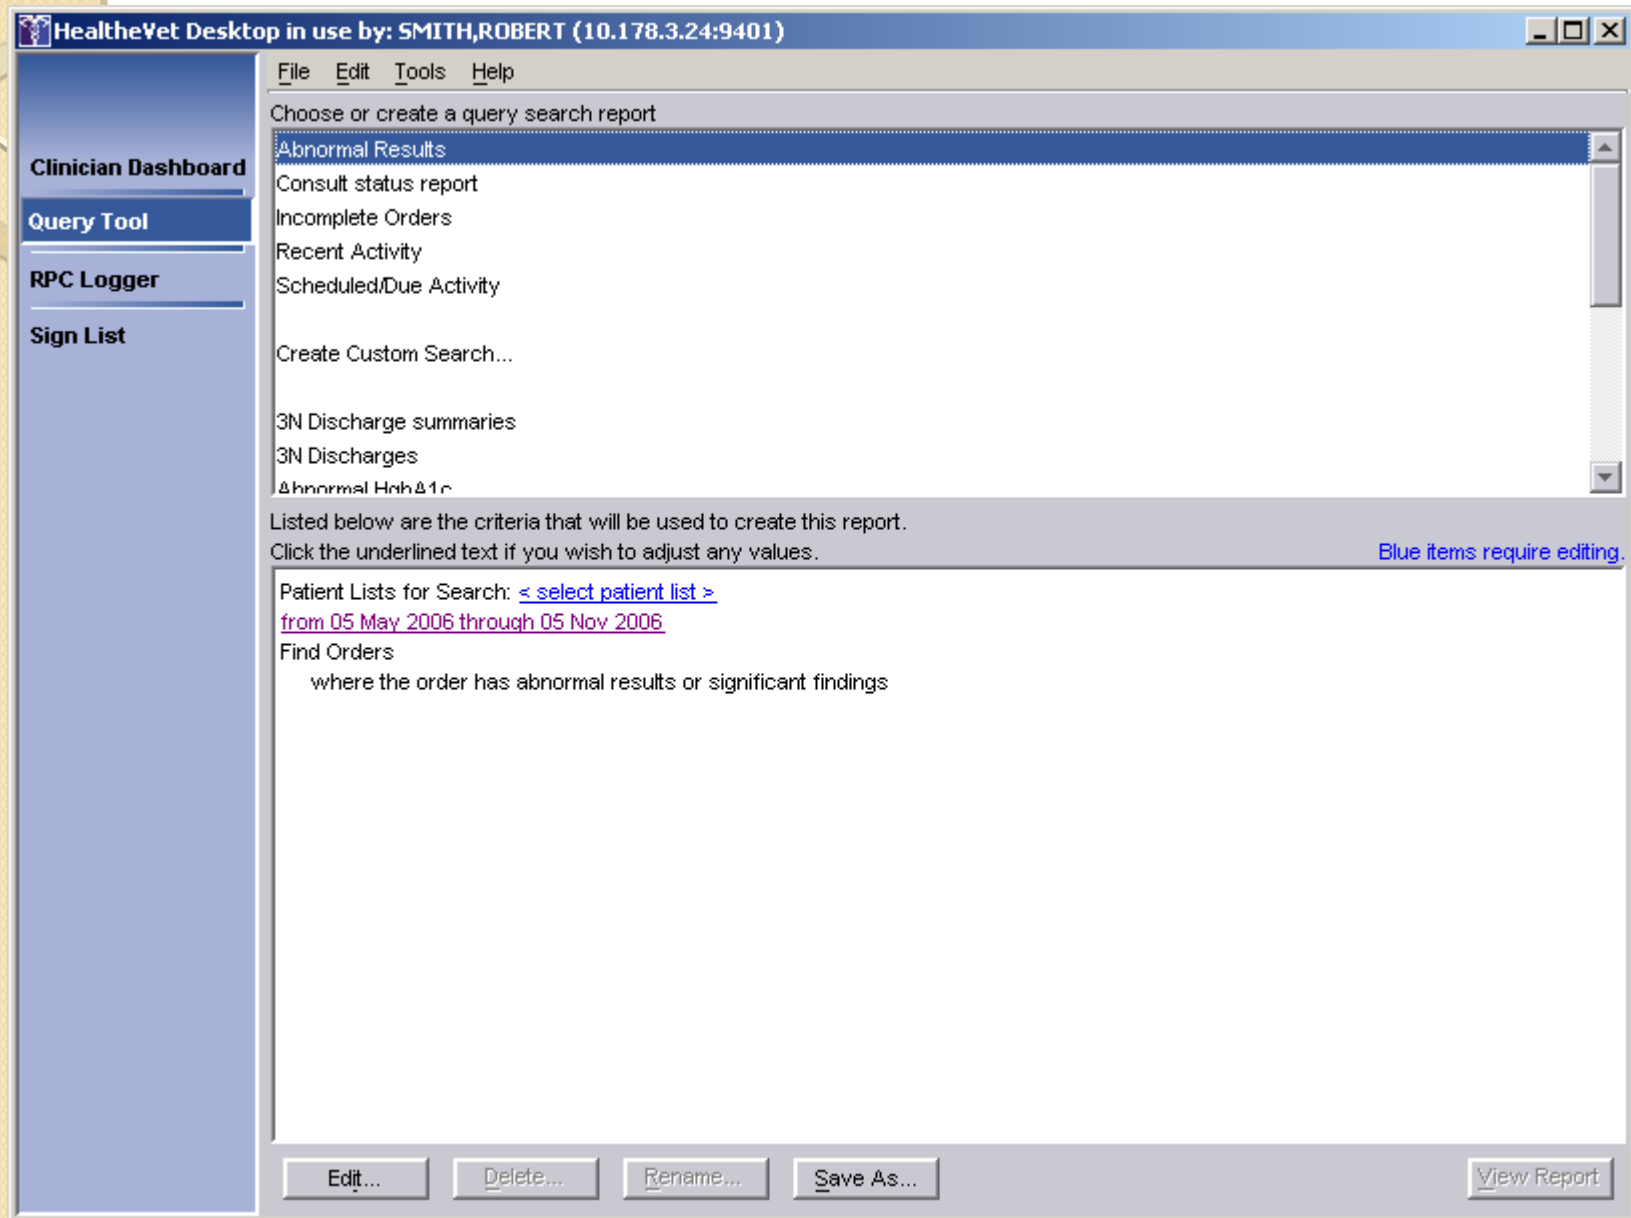 HealtheVet Desktop in use by: SMITH,ROBERT (10.178.3.24:9401)
File Edit Tools Help
Clinician Dashboard
Query Tool
RPC Logger
Sign List
Choose or create a query search report
Abnormal Results
Consult status report
Incomplete Orders
Recent Activity
Scheduled/Due Activity
Create Custom Search...
3N Discharge summaries
3N Discharges
Abnormal HgbA1c
Listed below are the criteria that will be used to create this report.
Click the underlined text if you wish to adjust any values. Blue items require editing.
Patient Lists for Search: < select patient list >
from 05 May 2006 through 05 Nov 2006
Find Orders
where the order has abnormal results or significant findings
Edit... Delete... Rename... Save As... View Report